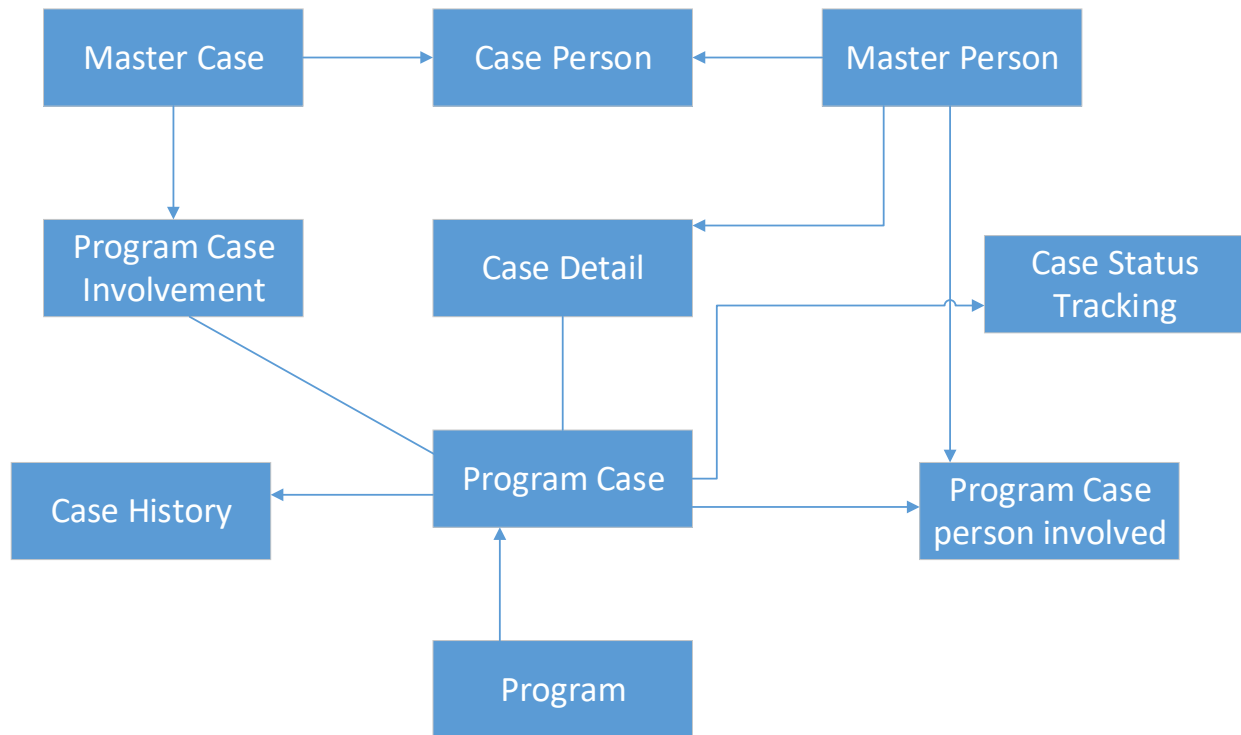 Master Case
Case Person
Master Person
Program Case
Involvement
Case Detail
Case Status
Tracking
Program Case
Case History
Program Case
person involved
Program